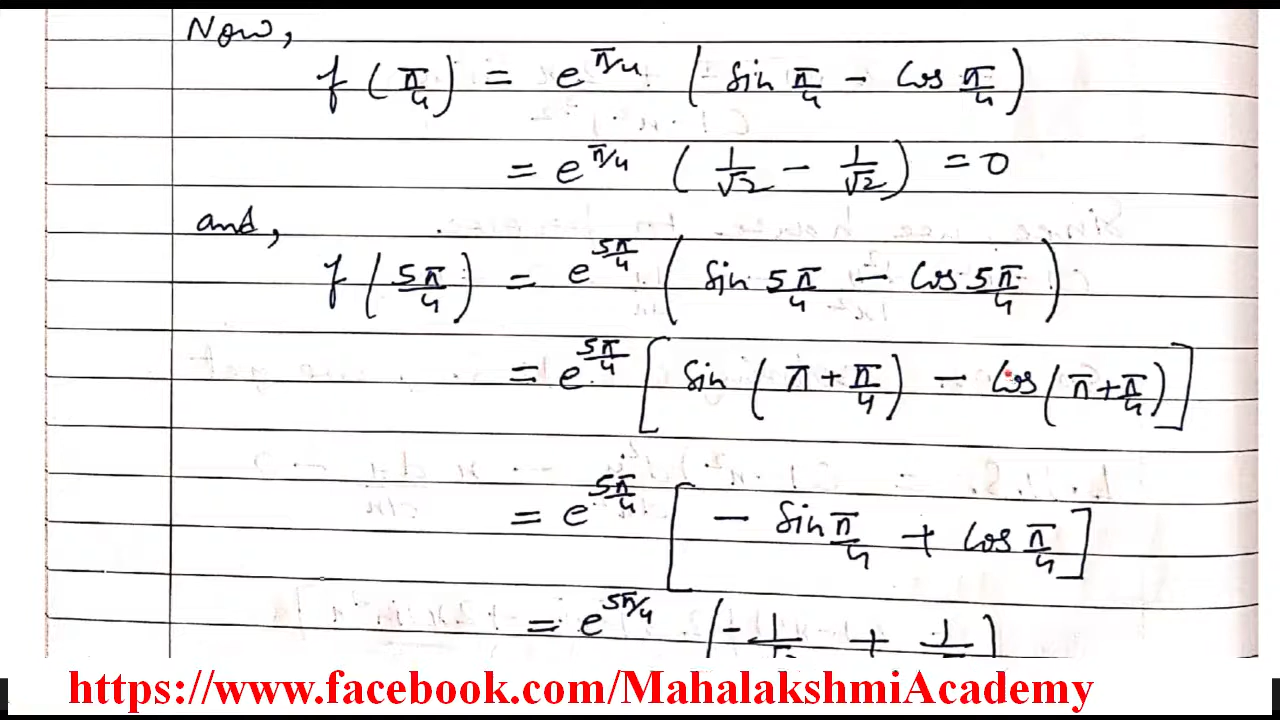 Now,
f(π/4) = e^π/4 (Sin π/4 - Cos π/4)
= e^π/4 (1/√2 - 1/√2) = 0
and,
f(5π/4) = e^5π/4 (Sin 5π/4 - Cos 5π/4)
= e^5π/4 [Sin (π + π/4) - Cos (π + π/4)]
= e^5π/4 [- Sin π/4 + Cos π/4]
= e^5π/4 (- 1 + 1
https://www.facebook.com/MahalakshmiAcademy